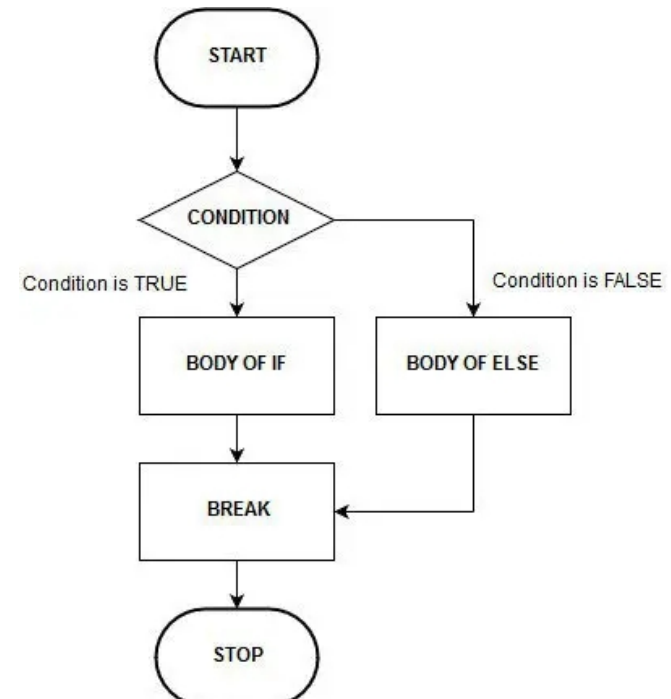 START
CONDITION
Condition is TRUE
Condition is FALSE
BODY OF IF
BODY OF ELSE
BREAK
STOP